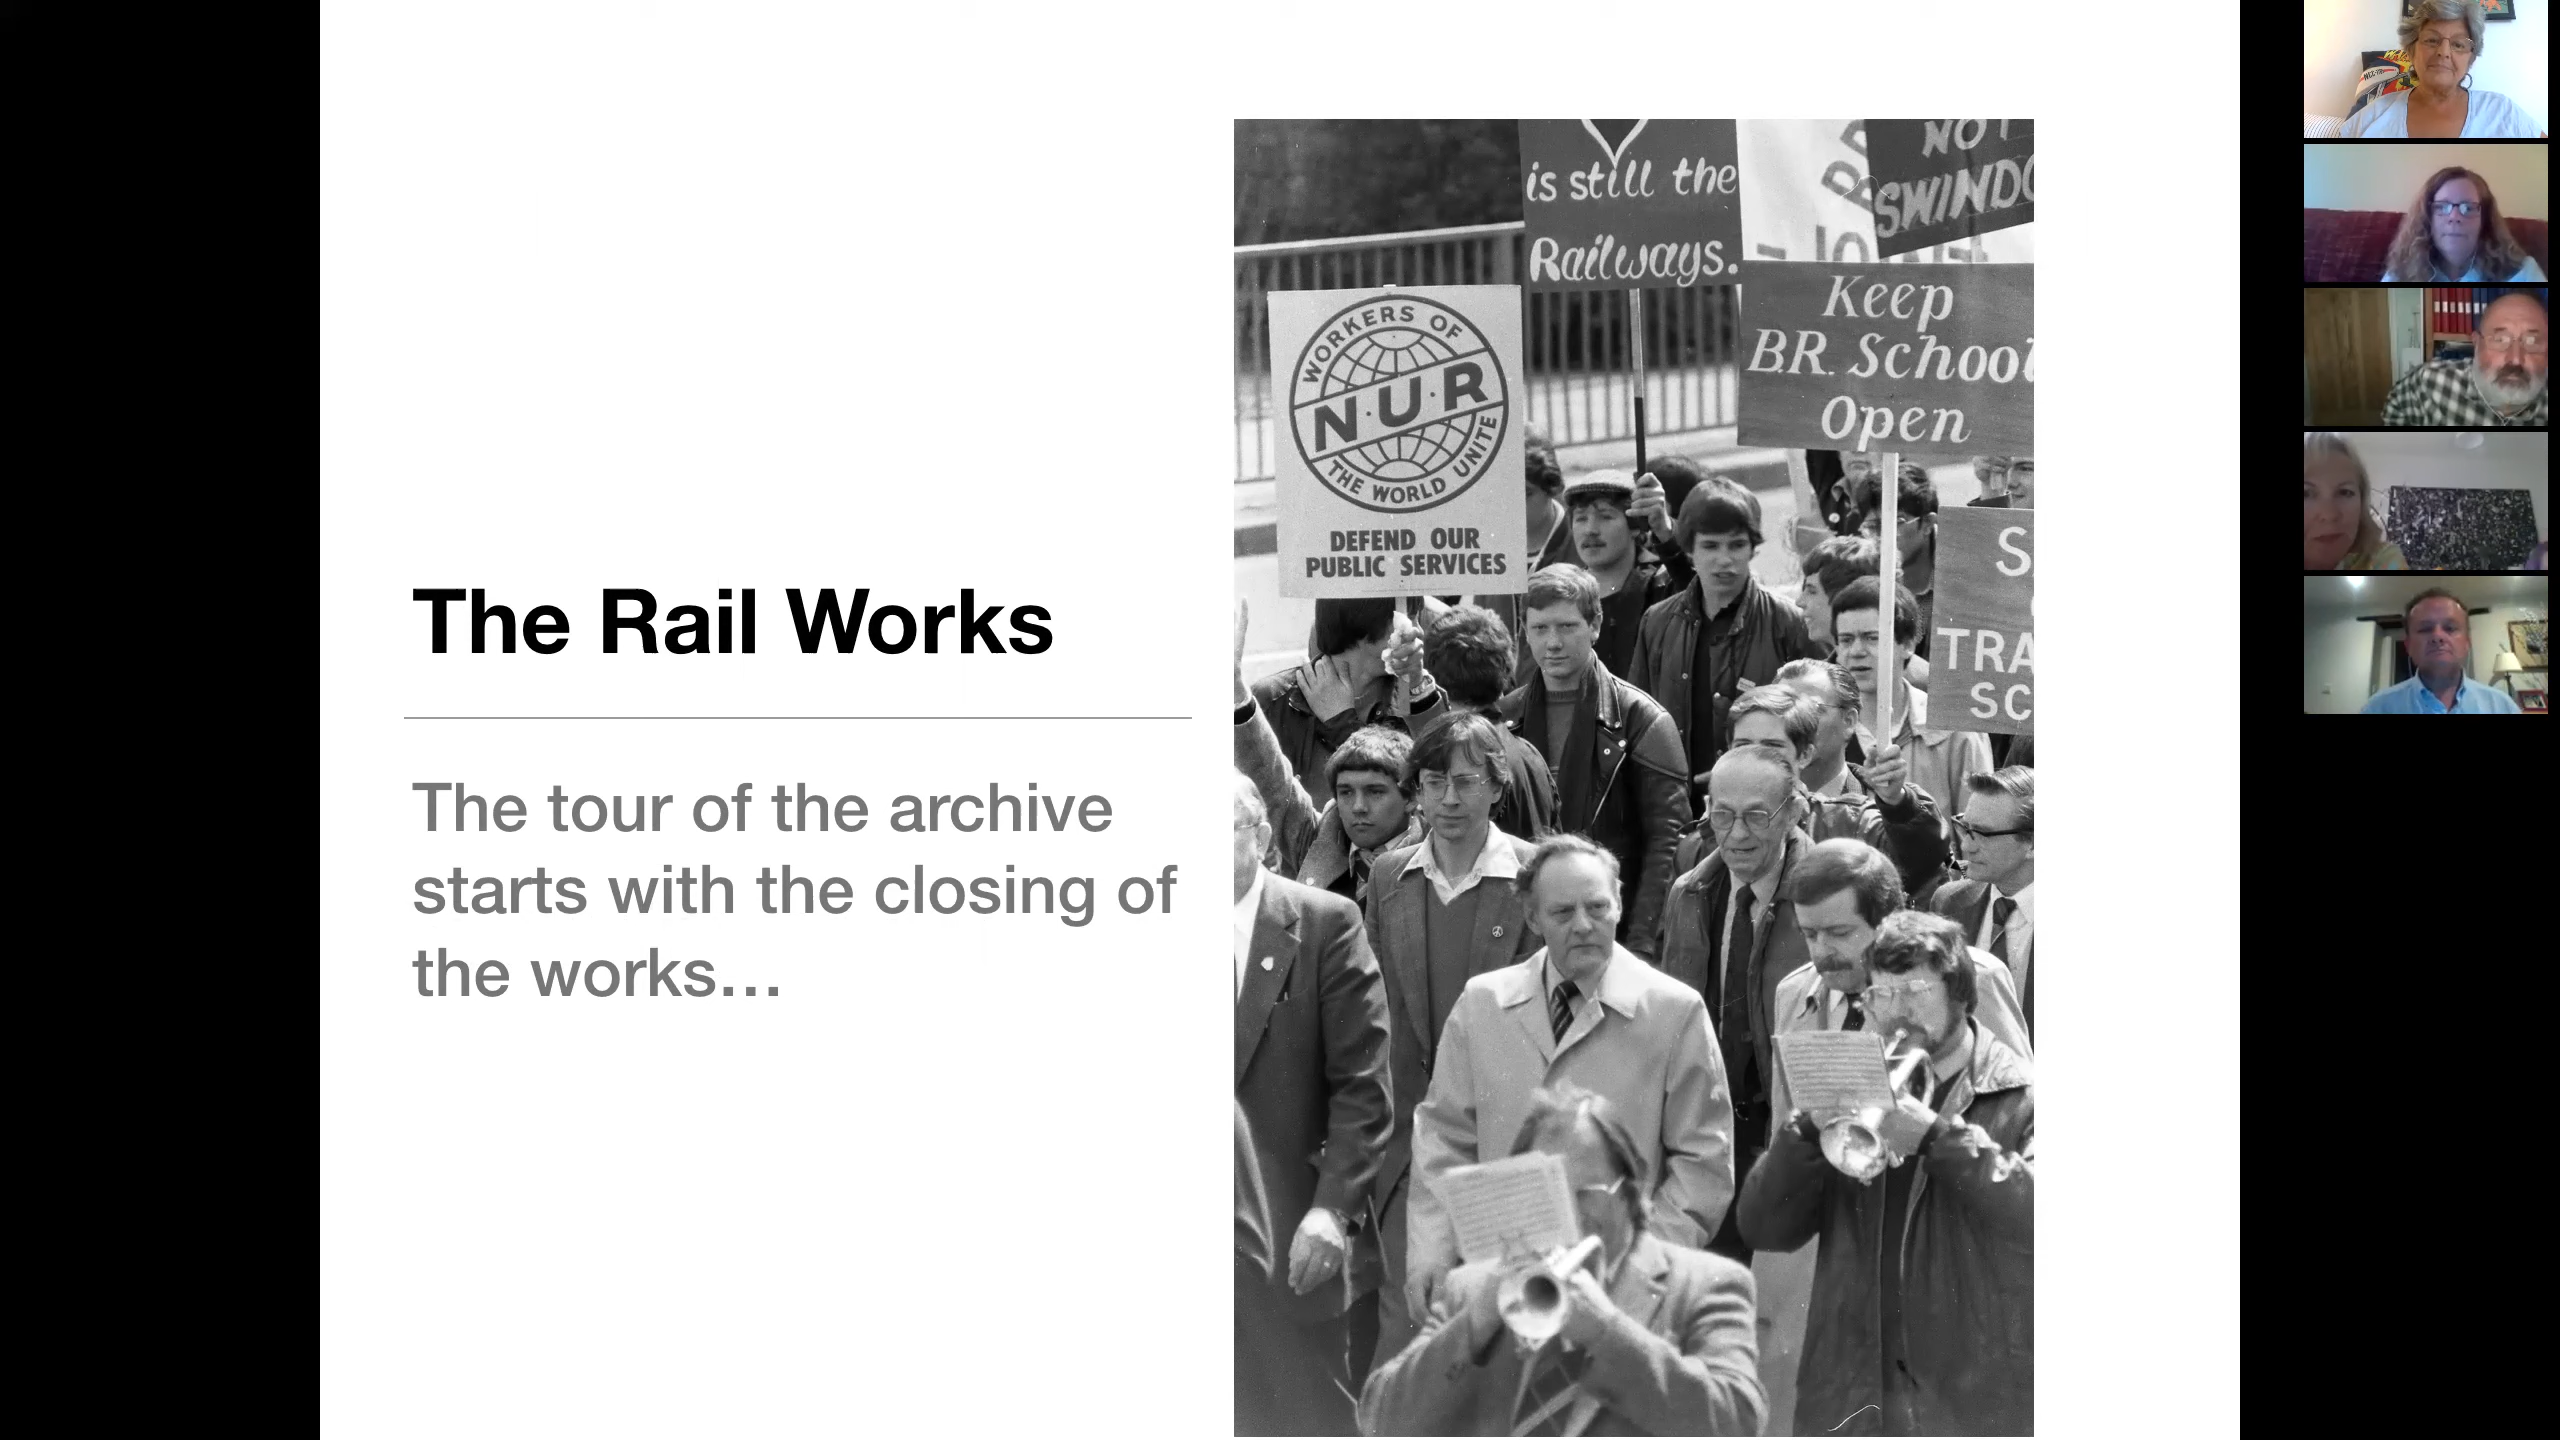 The Rail Works
The tour of the archive
starts with the closing of
the works…
is still the
Railways.
NOT
SWINDO
Keep
B.R. School
Open
WORKERS OF
N·U·R
THE WORLD UNITE
DEFEND OUR
PUBLIC SERVICES
S
TRA
SC